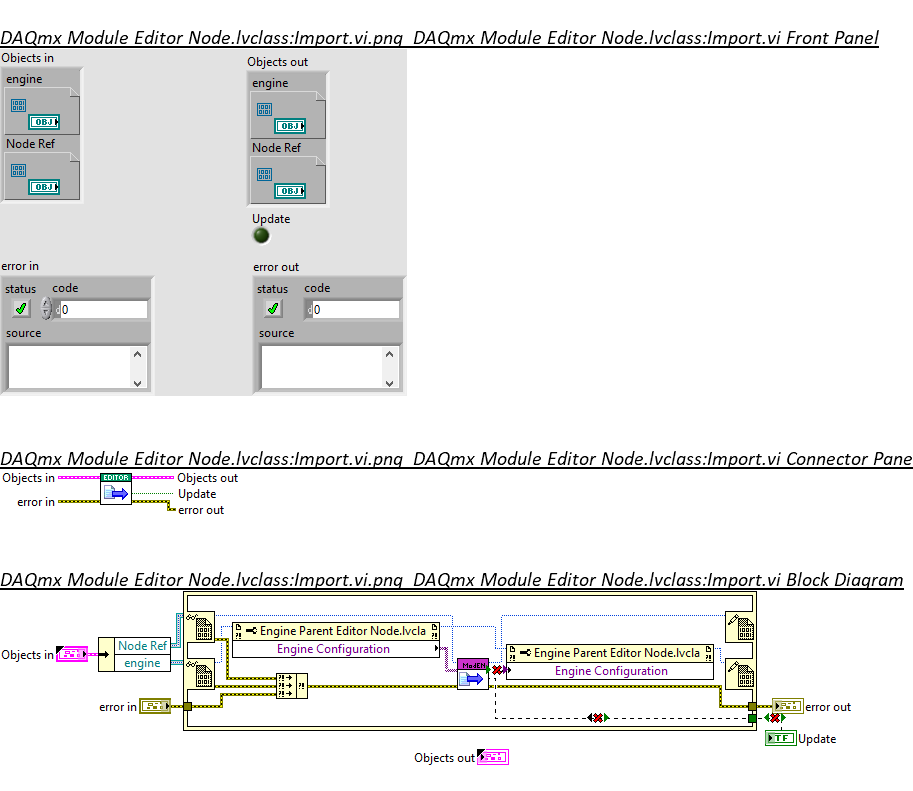 DAQmx Module Editor Node.lvclass:Import.vi.png DAQmx Module Editor Node.lvclass:Import.vi Front Panel
Objects in
Objects out
engine
engine
OBJ
OBJ
Node Ref
Node Ref
OBJ
OBJ
Update
error in
error out
status code
status code
0
0
source
source
DAQmx Module Editor Node.lvclass:Import.vi.png DAQmx Module Editor Node.lvclass:Import.vi Connector Pane
Objects in
EDITOR
Objects out
Update
error in
error out
DAQmx Module Editor Node.lvclass:Import.vi.png DAQmx Module Editor Node.lvclass:Import.vi Block Diagram
Engine Parent Editor Node.lvcla
Engine Configuration
Objects in
Node Ref
engine
Engine Parent Editor Node.lvcla
Engine Configuration
ModEN
error in
error out
TF
Update
Objects out